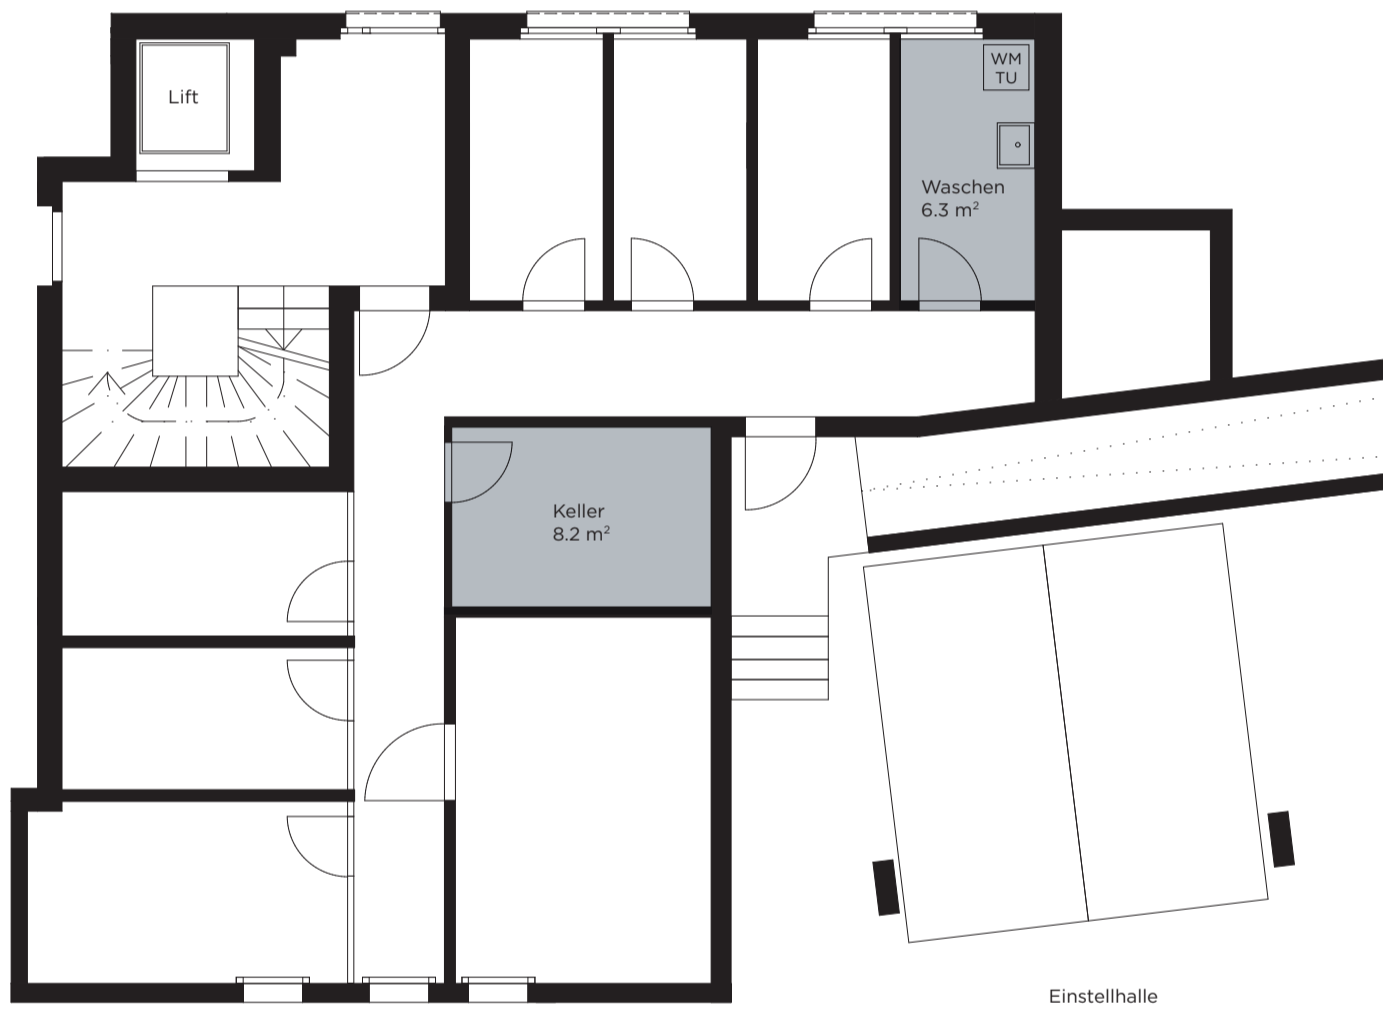 Lift
WM
TU
Waschen
6.3 m²
Keller
8.2 m²
Einstellhalle